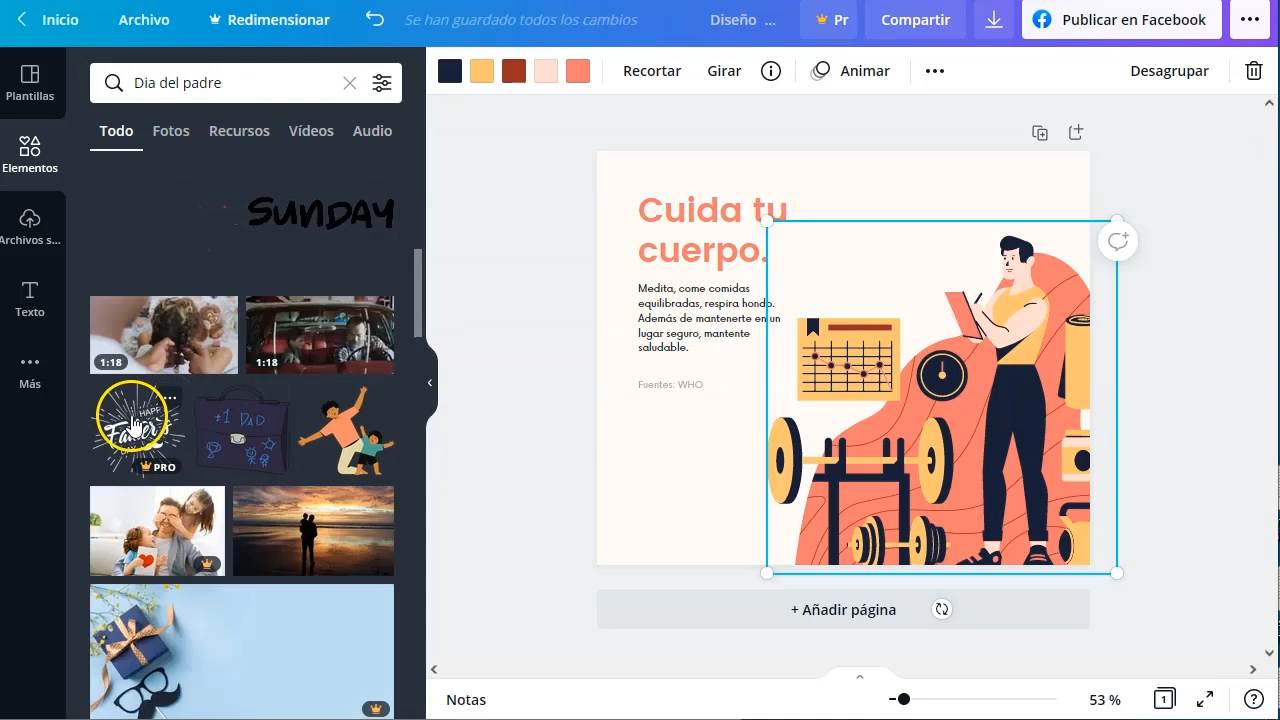 Inicio
Archivo
Redimensionar
Se han guardado todos los cambios
Diseño ...
Pr
Compartir
Publicar en Facebook
Plantillas
Elementos
Archivos s...
Texto
Más
Dia del padre
Todo
Fotos
Recursos
Vídeos
Audio
SUNDAY
1:18
1:18
HAPP
PRO
+1 DAD
Recortar
Girar
Animar
Desagrupar
Cuida tu
cuerpo.
Medita, come comidas
equilibradas, respira hondo.
Además de mantenerte en un
lugar seguro, mantente
saludable.
Fuentes: WHO
+ Añadir página
Notas
53 %
1